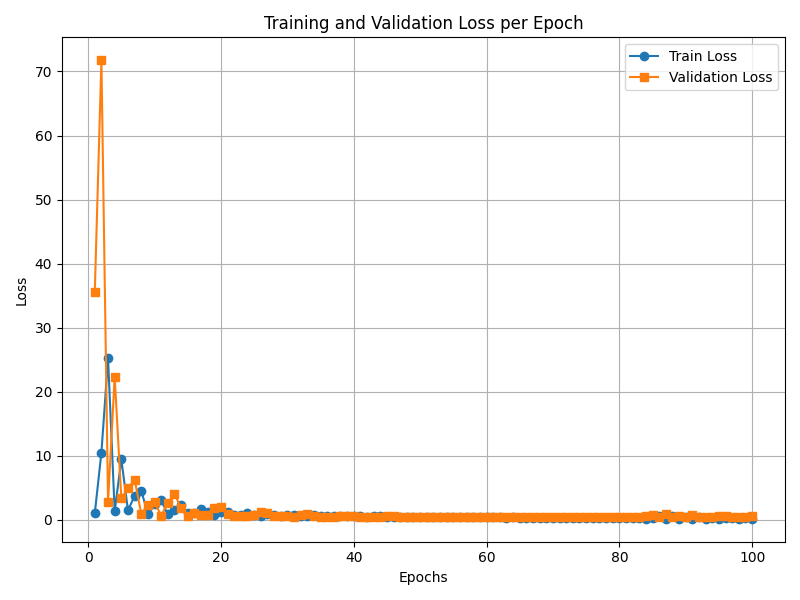 Training and Validation Loss per Epoch
Train Loss
Validation Loss
Loss
70
60
50
40
30
20
10
0
0 20 40 60 80 100
Epochs